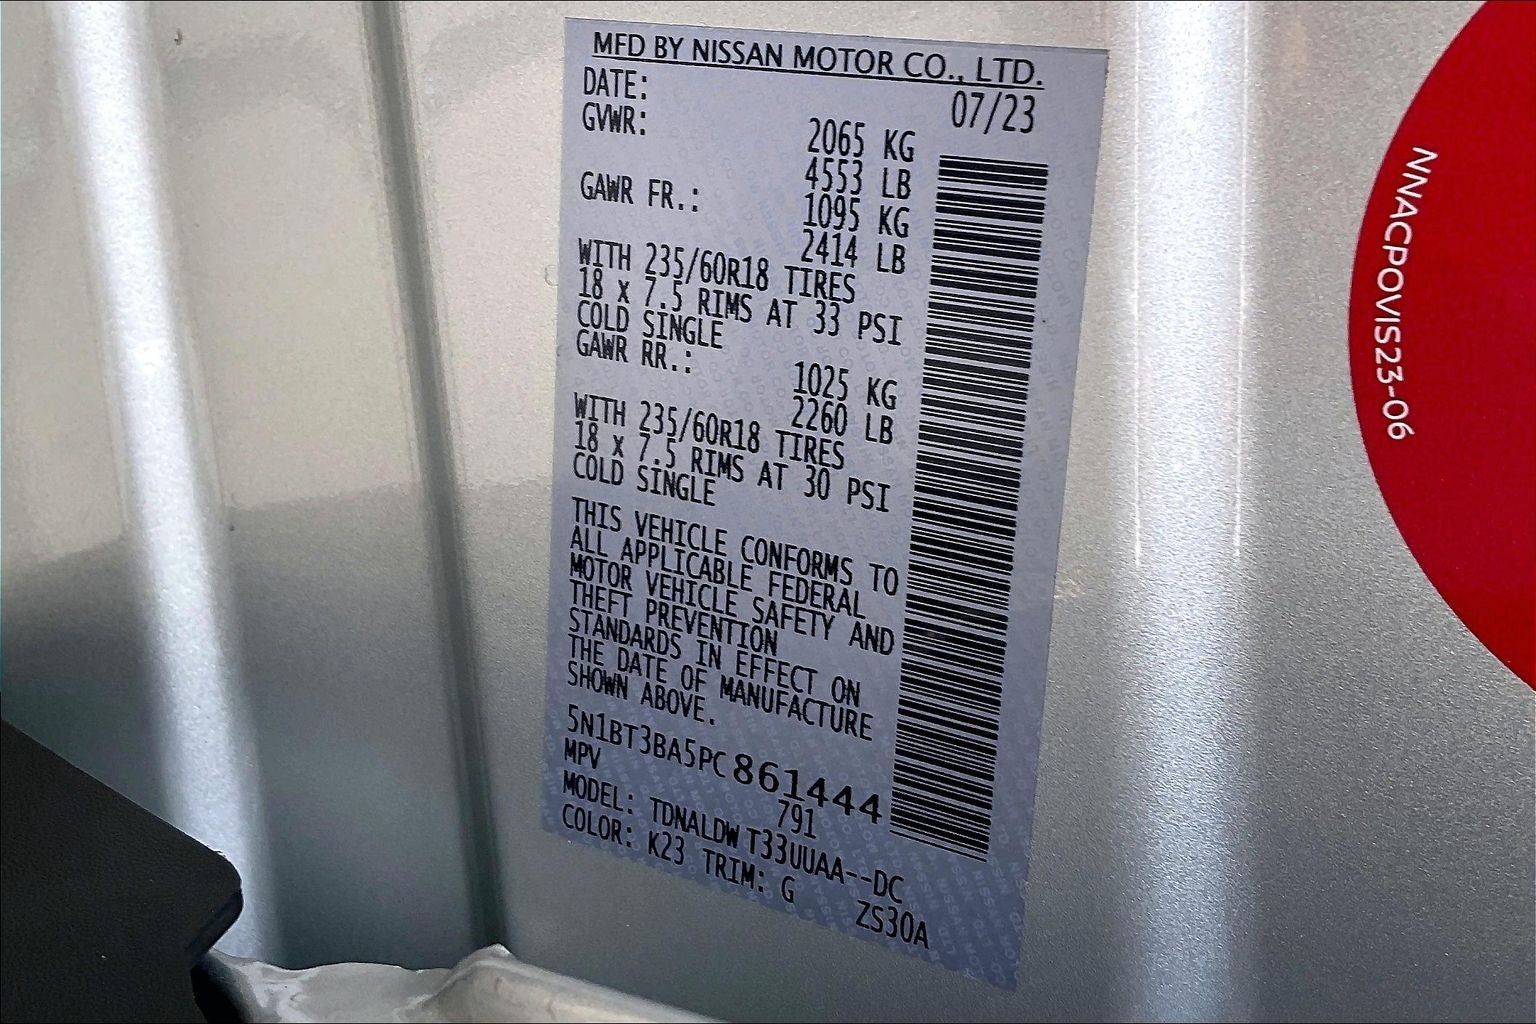 MFD BY NISSAN MOTOR CO., LTD.
DATE: 07/23
GVWR: 2065 KG
4553 LB
GAWR FR.: 1095 KG
2414 LB
WITH 235/60R18 TIRES
18 x 7.5 RIMS AT 33 PSI
COLD SINGLE
GAWR RR.: 1025 KG
2260 LB
WITH 235/60R18 TIRES
18 x 7.5 RIMS AT 30 PSI
COLD SINGLE
THIS VEHICLE CONFORMS TO
ALL APPLICABLE FEDERAL
MOTOR VEHICLE SAFETY AND
THEFT PREVENTION
STANDARDS IN EFFECT ON
THE DATE OF MANUFACTURE
SHOWN ABOVE.
5N1BT3BA5PC861444
MPV 791
MODEL: TDNALDW T33UUAA--DC
COLOR: K23 TRIM: G ZS30A
NNACPOVIS23-06